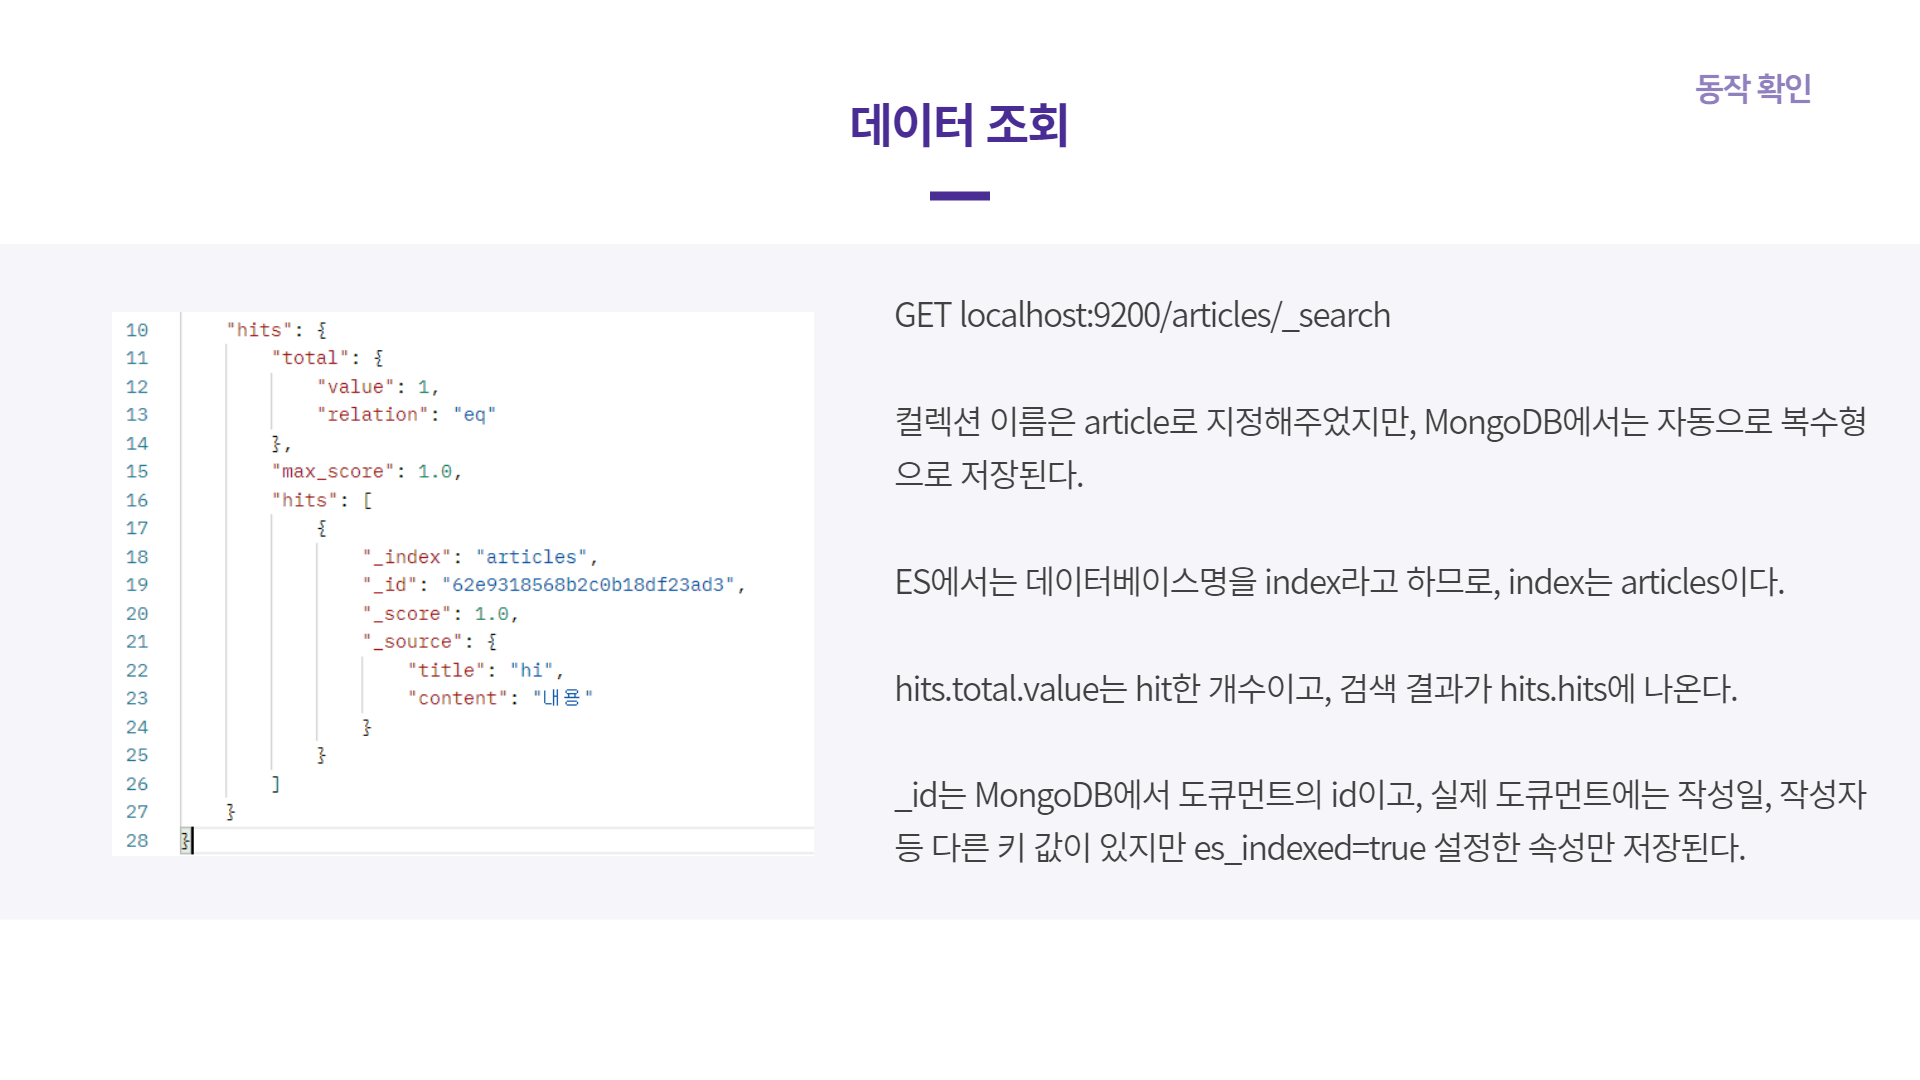 동작 확인
데이터 조회
10 "hits": {
11 "total": {
12 "value": 1,
13 "relation": "eq"
14 },
15 "max_score": 1.0,
16 "hits": [
17 {
18 "_index": "articles",
19 "_id": "62e9318568b2c0b18df23ad3",
20 "_score": 1.0,
21 "_source": {
22 "title": "hi",
23 "content": "내용"
24 }
25 }
26 ]
27 }
28 }
GET localhost:9200/articles/_search
컬렉션 이름은 article로 지정해주었지만, MongoDB에서는 자동으로 복수형
으로 저장된다.
ES에서는 데이터베이스명을 index라고 하므로, index는 articles이다.
hits.total.value는 hit한 개수이고, 검색 결과가 hits.hits에 나온다.
_id는 MongoDB에서 도큐먼트의 id이고, 실제 도큐먼트에는 작성일, 작성자
등 다른 키 값이 있지만 es_indexed=true 설정한 속성만 저장된다.